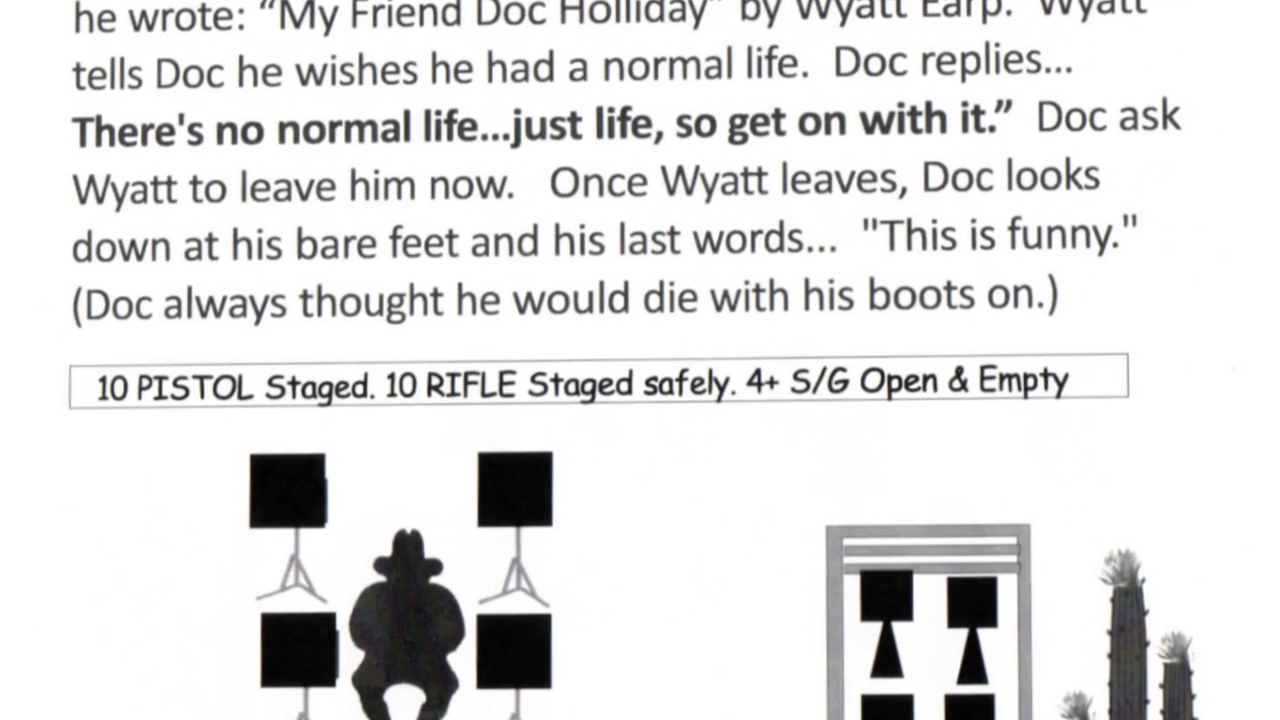 he wrote: “My Friend Doc Holliday” by Wyatt Earp.  Wyatt
tells Doc he wishes he had a normal life.  Doc replies...
There's no normal life...just life, so get on with it.”  Doc ask
Wyatt to leave him now.   Once Wyatt leaves, Doc looks
down at his bare feet and his last words...  "This is funny."
(Doc always thought he would die with his boots on.)
10 PISTOL Staged. 10 RIFLE Staged safely. 4+ S/G Open & Empty